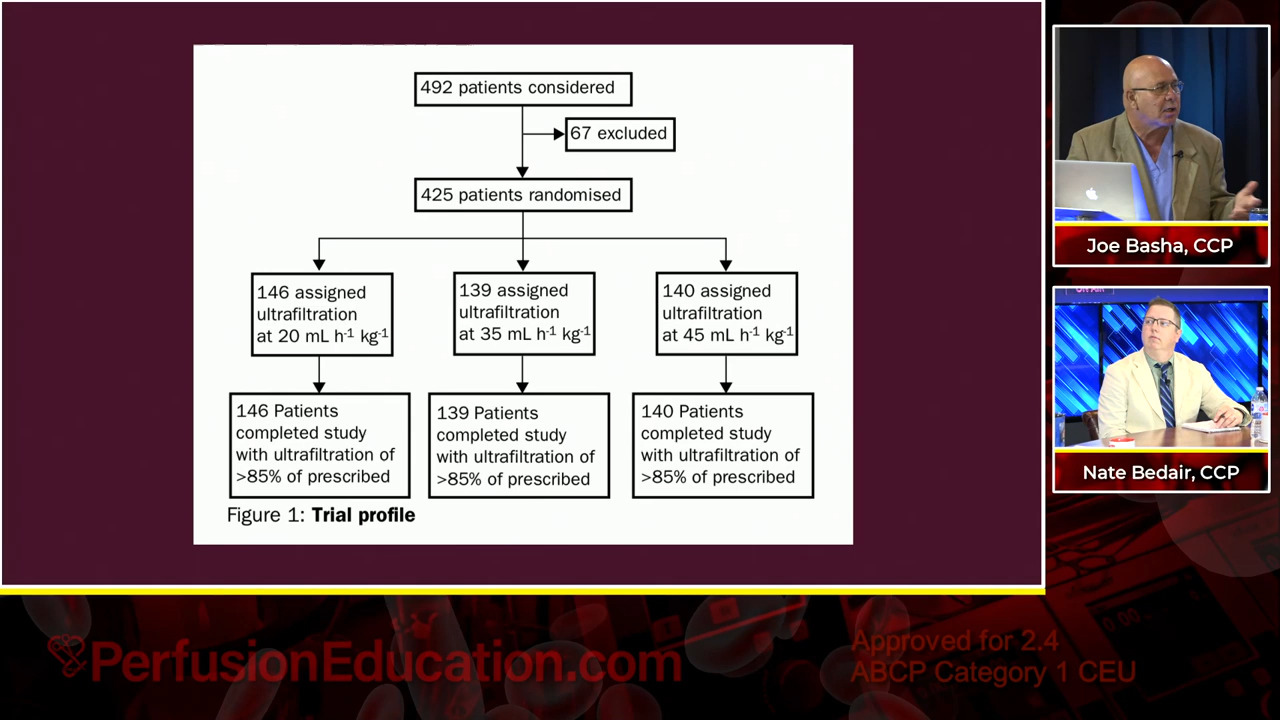 492 patients considered
67 excluded
425 patients randomised
146 assigned
ultrafiltration
at 20 mL h⁻¹ kg⁻¹
139 assigned
ultrafiltration
at 35 mL h⁻¹ kg⁻¹
140 assigned
ultrafiltration
at 45 mL h⁻¹ kg⁻¹
146 Patients
completed study
with ultrafiltration of
>85% of prescribed
139 Patients
completed study
with ultrafiltration of
>85% of prescribed
140 Patients
completed study
with ultrafiltration of
>85% of prescribed
Figure 1: Trial profile
Joe Basha, CCP
ON AIR
Nate Bedair, CCP
PerfusionEducation.com
Approved for 2.4
ABCP Category 1 CEU